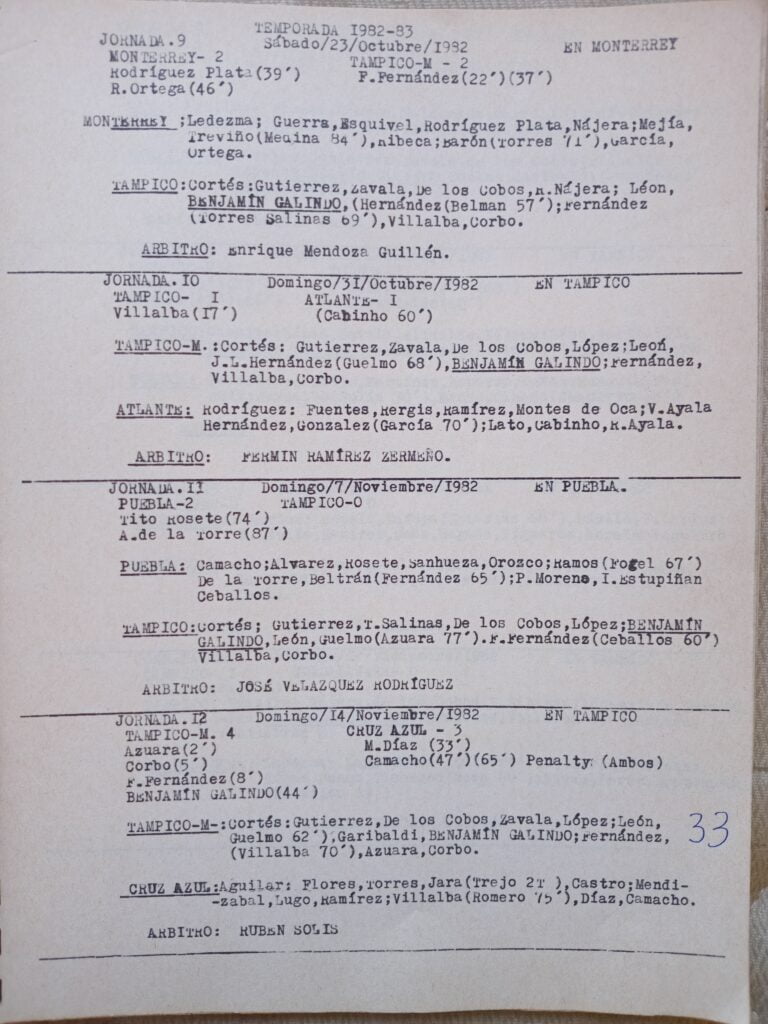 TEMPORADA I982-83
JORNADA.9 Sábado/23/Octubre/I982 EN MONTERREY
MONTERREY- 2 TAMPICO-M - 2
Rodríguez Plata(39´) F.Fernández(22´)(37´)
R.Ortega(46´)
MONTERREY ;Ledezma; Guerra,Esquivel,Rodríguez Plata,Nájera;Mejía,
Treviño(Medina 84´),Ribeca;Barón(Torres 71´),García,
Ortega.
TAMPICO:Cortés:Gutierrez,Zavala,De los Cobos,R.Nájera; Léon,
BENJAMÍN GALINDO,(Hernández(Belman 57´);Fernández
(Torres Salinas 69´),Villalba,Corbo.
ARBITRO: Enrique Mendoza Guillén.
JORNADA.IO Domingo/3I/Octubre/I982 EN TAMPICO
TAMPICO- I ATLANTE- I
Villalba(I7´) (Cabinho 60´)
TAMPICO-M.:Cortés: Gutierrez,Zavala,De los Cobos,López;León,
J.L.Hernández(Guelmo 68´),BENJAMÍN GALINDO;Fernández,
Villalba,Corbo.
ATLANTE: Rodríguez: Fuentes,Hergis,Ramírez,Montes de Oca;V.Ayala
Hernández,Gonzalez(García 70´);Lato,Cabinho,R.Ayala.
ARBITRO: FERMIN RAMÍREZ ZERMEÑO.
JORNADA.II Domingo/7/Noviembre/I982 EN PUEBLA.
PUEBLA-2 TAMPICO-O
Tito Rosete(74´)
A.de la Torre(87´)
PUEBLA: Camacho;Alvarez,Rosete,Sanhueza,Orozco;Ramos(Fogel 67´)
De la Torre,Beltrán(Fernández 65´);P.Moreno,I.Estupiñan
Ceballos.
TAMPICO:Cortés; Gutierrez,T.Salinas,De los Cobos,López;BENJAMÍN
GALINDO,León,Guelmo(Azuara 77´).F.Fernández(Ceballos 60´)
Villalba,Corbo.
ARBITRO: JOSÉ VELAZQUEZ RODRÍGUEZ
JORNADA.I2 Domingo/I4/Noviembre/I982 EN TAMPICO
TAMPICO-M. 4 CRUZ AZUL - 3
Azuara(2´) M.Díaz (33´)
Corbo(5´) Camacho(47´)(65´) Penalty (Ambos)
F.Fernández(8´)
BENJAMÍN GALINDO(44´)
TAMPICO-M-:Cortés:Gutierrez,De los Cobos,Zavala,López;León,
Guelmo 62´),Garibaldi,BENJAMÍN GALINDO;Fernández,
(Villalba 70´),Azuara,Corbo.
33
CRUZ AZUL:Aguilar: Flores,Torres,Jara(Trejo 2I ),Castro;Mendi-
-zabal,Lugo,Ramírez;Villalba(Romero 75´),Díaz,Camacho.
ARBITRO: RUBEN SOLIS